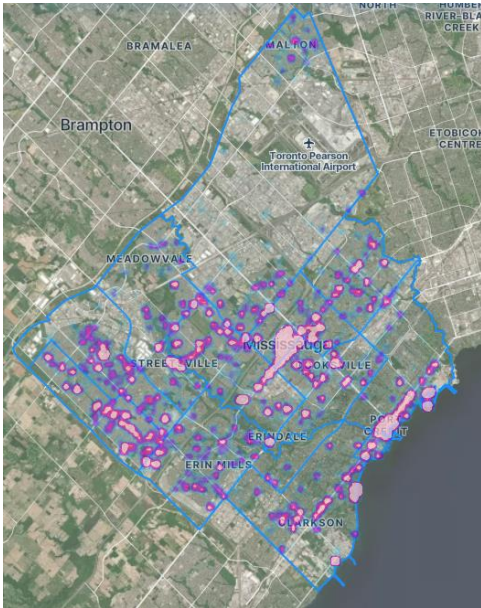 NORTH
HUMBER
RIVER-BLA
CREEK
MALTON
BRAMALEA
Brampton
ETOBICOK
CENTRE
Toronto Pearson
International Airport
MEADOWVALE
Mississauga
STREETSVILLE
COOKSVILLE
PORT
CREDIT
ERINDALE
ERIN MILLS
CLARKSON